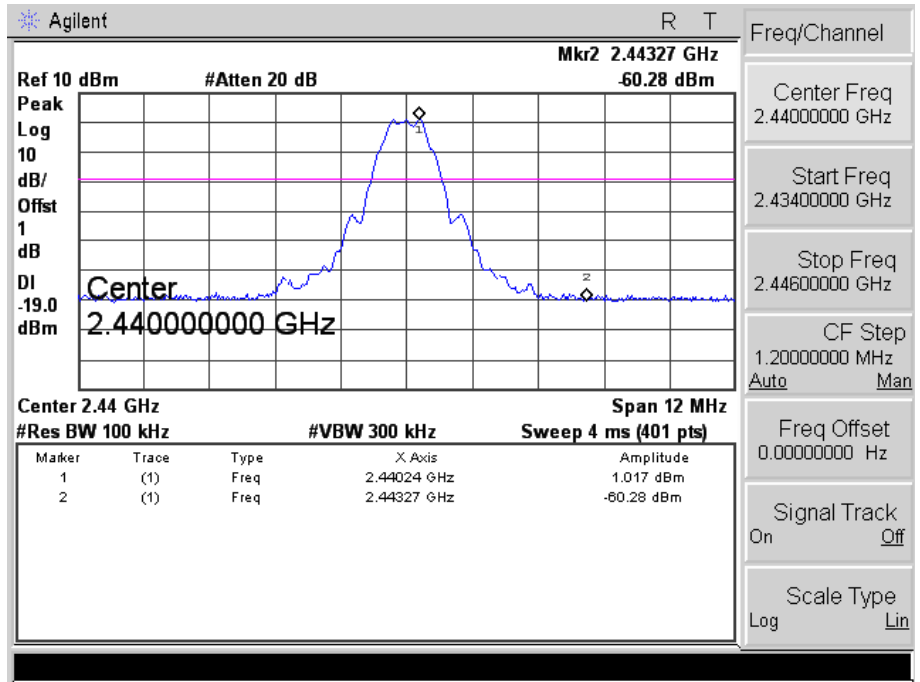 Agilent R T
Mkr2 2.44327 GHz
Ref 10 dBm #Atten 20 dB -60.28 dBm
Peak
Log
10
dB/
Offst
1
dB
DI
-19.0
dBm
1
2
Center
2.440000000 GHz
Center 2.44 GHz Span 12 MHz
#Res BW 100 kHz #VBW 300 kHz Sweep 4 ms (401 pts)
Marker Trace Type X Axis Amplitude
1 (1) Freq 2.44024 GHz 1.017 dBm
2 (1) Freq 2.44327 GHz -60.28 dBm
Freq/Channel
Center Freq
2.44000000 GHz
Start Freq
2.43400000 GHz
Stop Freq
2.44600000 GHz
CF Step
1.20000000 MHz
Auto Man
Freq Offset
0.00000000 Hz
Signal Track
On Off
Scale Type
Log Lin